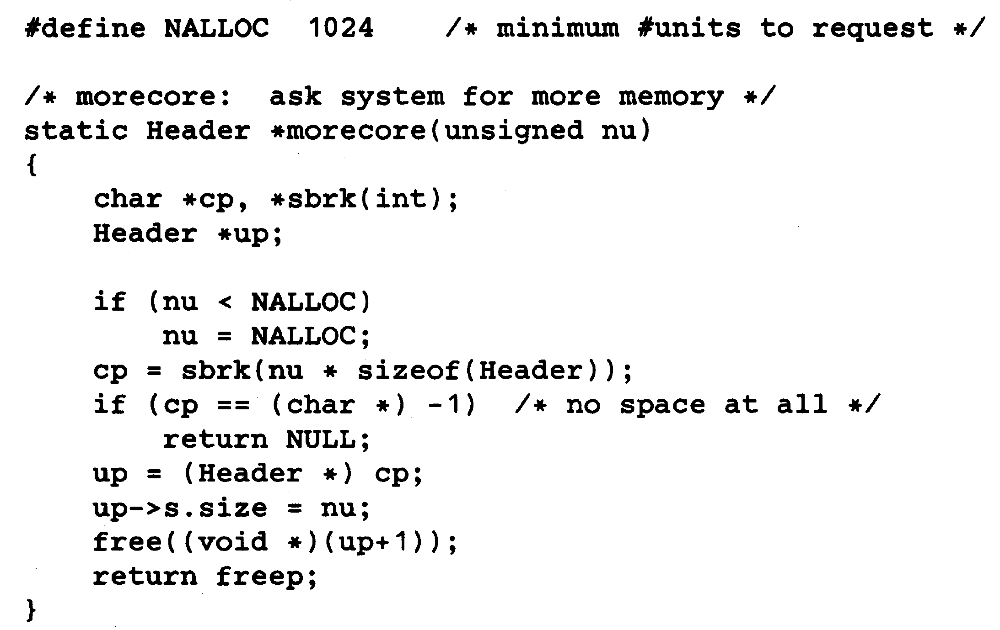 #define NALLOC  1024    /* minimum #units to request */

/* morecore:  ask system for more memory */
static Header *morecore(unsigned nu)
{
    char *cp, *sbrk(int);
    Header *up;

    if (nu < NALLOC)
        nu = NALLOC;
    cp = sbrk(nu * sizeof(Header));
    if (cp == (char *) -1)  /* no space at all */
        return NULL;
    up = (Header *) cp;
    up->s.size = nu;
    free((void *)(up+1));
    return freep;
}